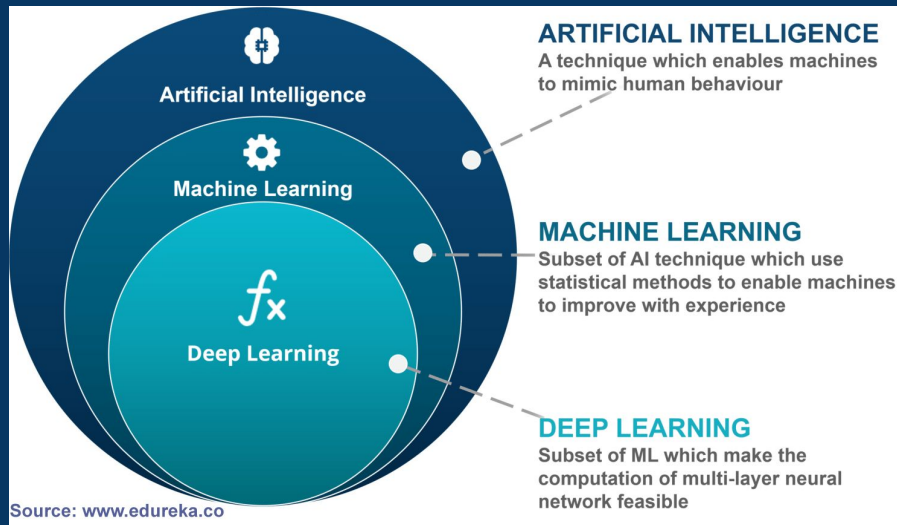 Artificial Intelligence
Machine Learning
fx
Deep Learning
ARTIFICIAL INTELLIGENCE
A technique which enables machines
to mimic human behaviour
MACHINE LEARNING
Subset of AI technique which use
statistical methods to enable machines
to improve with experience
DEEP LEARNING
Subset of ML which make the
computation of multi-layer neural
network feasible
Source: www.edureka.co